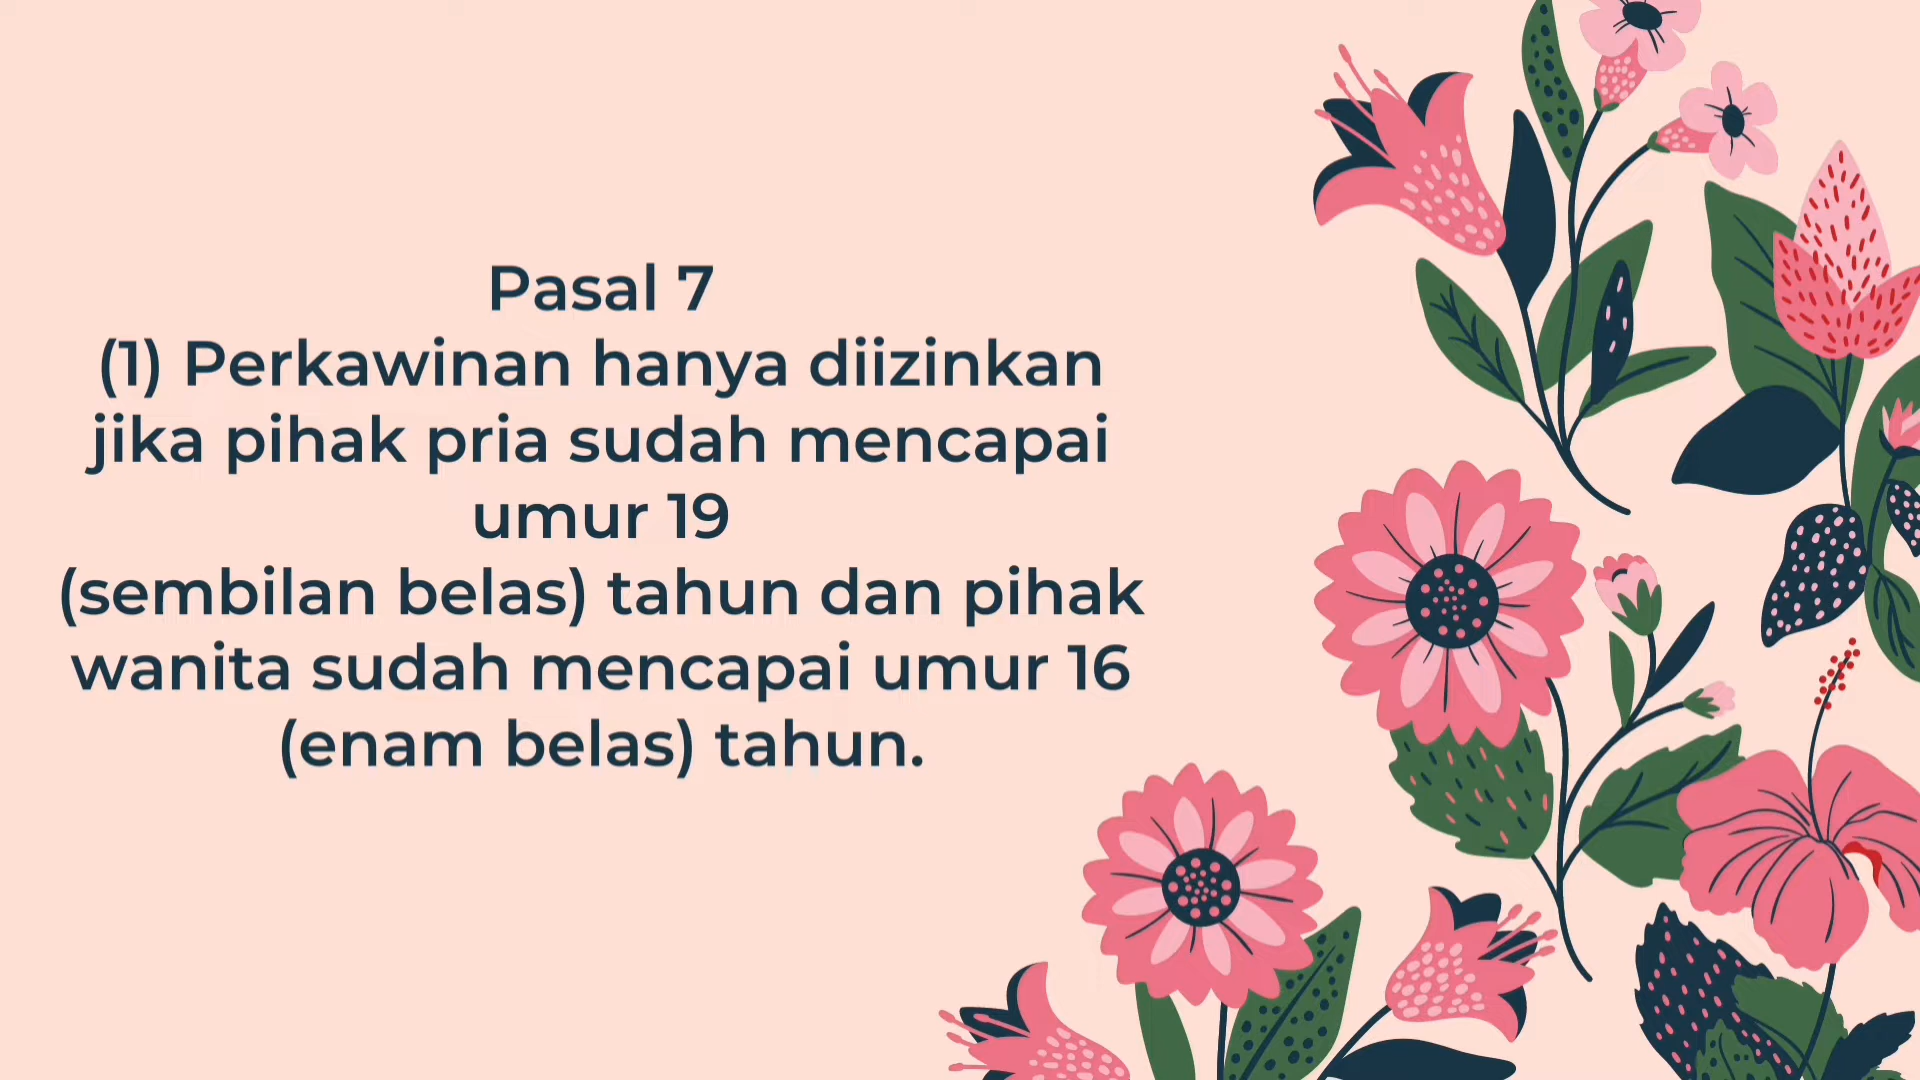 Pasal 7
(1) Perkawinan hanya diizinkan
jika pihak pria sudah mencapai
umur 19
(sembilan belas) tahun dan pihak
wanita sudah mencapai umur 16
(enam belas) tahun.